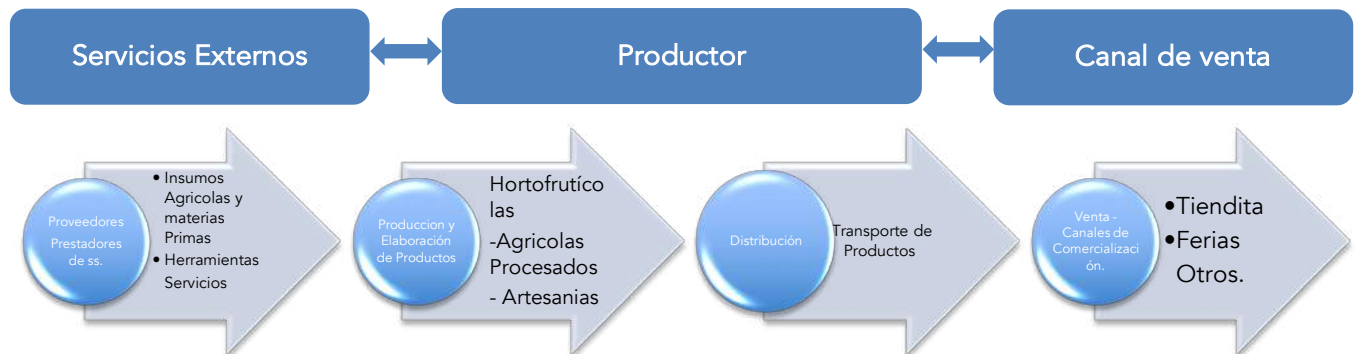 Servicios Externos
Productor
Canal de venta
Proveedores
Prestadores
de ss.
• Insumos
Agricolas y
materias
Primas
• Herramientas
Servicios
Produccion y
Elaboración
de Productos
Hortofrutíco
las
-Agricolas
Procesados
- Artesanias
Distribución
Transporte de
Productos
Venta -
Canales de
Comercializaci
ón.
•Tiendita
•Ferias
Otros.